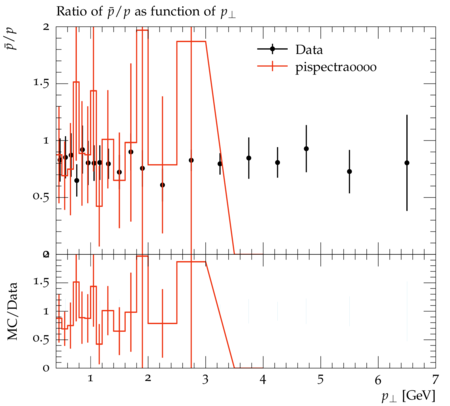 Ratio of p̄/p as function of p⊥
p̄/p
2
1.5
1
0.5
0
Data
pispectraoooo
MC/Data
2
1.5
1
0.5
0
1 2 3 4 5 6 7
p⊥ [GeV]